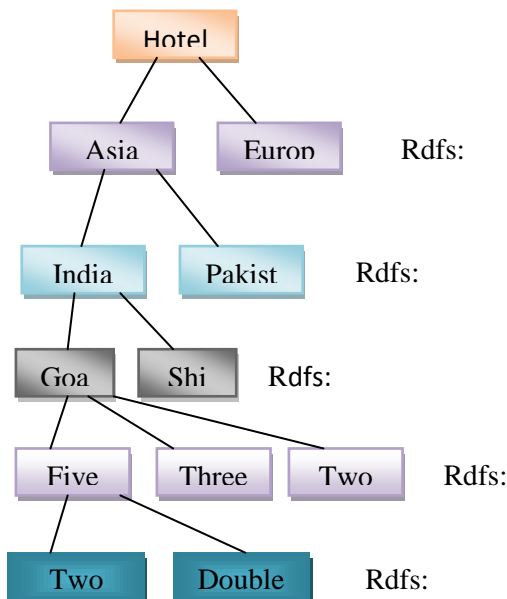 Hotel
Asia Europ Rdfs:
India Pakist Rdfs:
Goa Shi Rdfs:
Five Three Two Rdfs:
Two Double Rdfs: